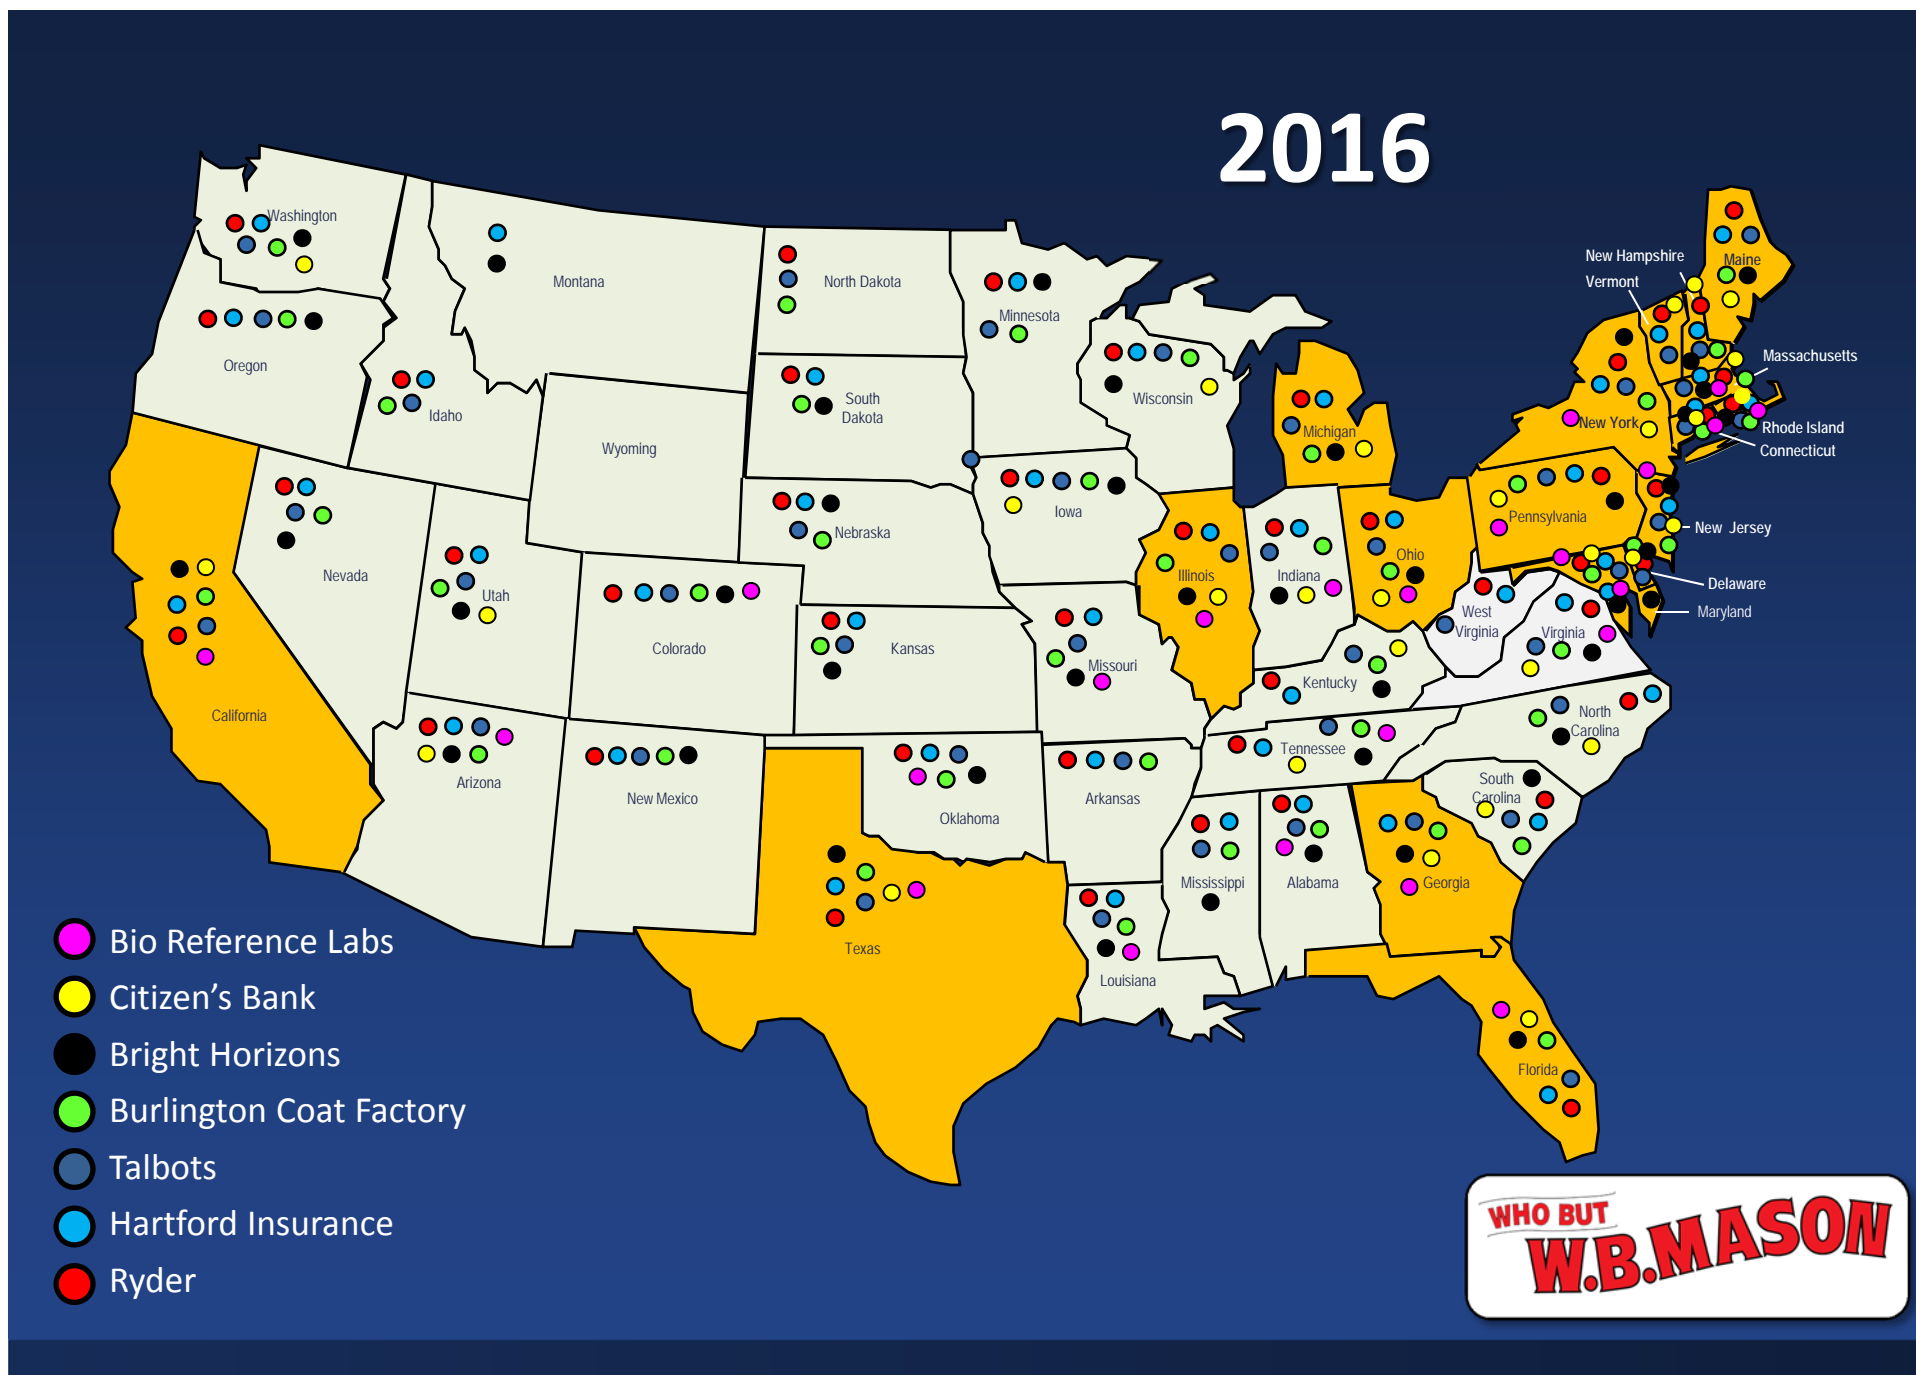 2016
Washington
Montana
North Dakota
Minnesota
New Hampshire
Vermont
Maine
Oregon
Idaho
South
Dakota
Wisconsin
Michigan
Massachusetts
New York
Rhode Island
Connecticut
Wyoming
Iowa
Nebraska
Pennsylvania
New Jersey
Nevada
Utah
Illinois
Indiana
Ohio
Delaware
Maryland
West
Virginia
Virginia
Colorado
Kansas
Missouri
Kentucky
California
North
Carolina
Tennessee
Arizona
New Mexico
Oklahoma
Arkansas
South
Carolina
Mississippi
Alabama
Georgia
Texas
Louisiana
Florida
Bio Reference Labs
Citizen’s Bank
Bright Horizons
Burlington Coat Factory
Talbots
Hartford Insurance
Ryder
WHO BUT
W.B.MASON